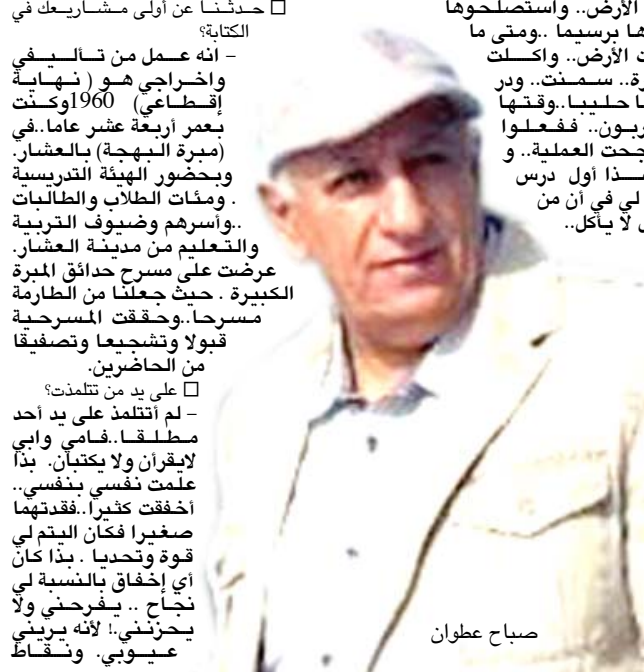 الأرض.. واستصلحوها
ها برسيما ..ومتى ما
ت الأرض.. واكلت
رة.. سمنت.. ودر
ا حليبا..وقتها
ربون.. ففعلوا
جحت العملية.. و
ـذا أول درس
لي في أن من
ل لا يأكل..
□ حدثنا عن أولى مشاريعك في
الكتابة؟
– انه عمل من تأليفي
واخراجي هو ( نهاية
إقطاعي) 1960وكنت
بعمر أربعة عشر عاما..في
(مبرة البهجة) بالعشار.
وبحضور الهيئة التدريسية
. ومئات الطلاب والطالبات
..وأسرهم وضيوف التربية
والتعليم من مدينة العشار.
عرضت على مسرح حدائق المبرة
الكبيرة . حيث جعلنا من الطارمة
مسرحا..وحققت المسرحية
قبولا وتشجيعا وتصفيقا
من الحاضرين.
□ على يد من تتلمذت؟
– لم أتتلمذ على يد أحد
مطلقا..فامي وابي
لايقرأن ولا يكتبان. بذا
علمت نفسي بنفسي..
أخفقت كثيرا..فقدتهما
صغيرا فكان اليتم لي
قوة وتحديا . بذا كان
أي إخفاق بالنسبة لي
نجاح .. يفرحني ولا
يحزنني.! لأنه يريني
عيوبي. ونقاط
صباح عطوان